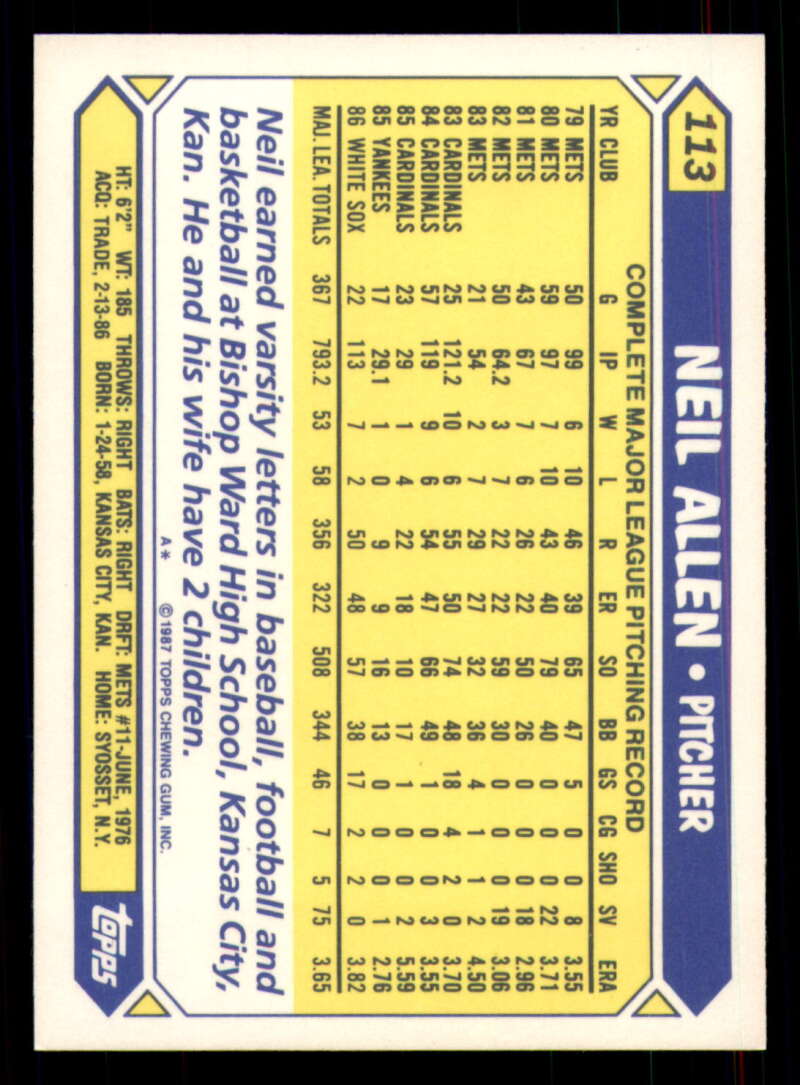 113
NEIL ALLEN • PITCHER
COMPLETE MAJOR LEAGUE PITCHING RECORD
YR CLUB G IP W L R ER SO BB GS CG SHO SV ERA
79 METS 50 99 6 10 46 39 65 47 5 0 0 8 3.55
80 METS 59 97 7 10 43 40 79 40 0 0 0 22 3.71
81 METS 43 67 7 6 26 22 50 26 0 0 0 18 2.96
82 METS 50 64.2 3 7 22 22 59 30 0 0 0 19 3.06
83 METS 21 54 2 7 29 27 32 36 4 1 1 2 4.50
83 CARDINALS 25 121.2 10 6 55 50 74 48 18 4 2 0 3.70
84 CARDINALS 57 119 9 6 54 47 66 49 1 0 0 3 3.55
85 CARDINALS 23 29 1 4 22 18 10 17 1 0 0 2 5.59
85 YANKEES 17 29.1 1 0 9 9 16 13 0 0 0 1 2.76
86 WHITE SOX 22 113 7 2 50 48 57 38 17 2 2 0 3.82
MAJ. LEA. TOTALS 367 793.2 53 58 356 322 508 344 46 7 5 75 3.65
Neil earned varsity letters in baseball, football and
basketball at Bishop Ward High School, Kansas City,
Kan. He and his wife have 2 children.
A* ©1987 TOPPS CHEWING GUM, INC.
HT: 6'2" WT: 185 THROWS: RIGHT BATS: RIGHT DRFT: METS #11-JUNE, 1976
ACQ: TRADE, 2-13-86 BORN: 1-24-58, KANSAS CITY, KAN. HOME: SYOSSET, N.Y.
topps